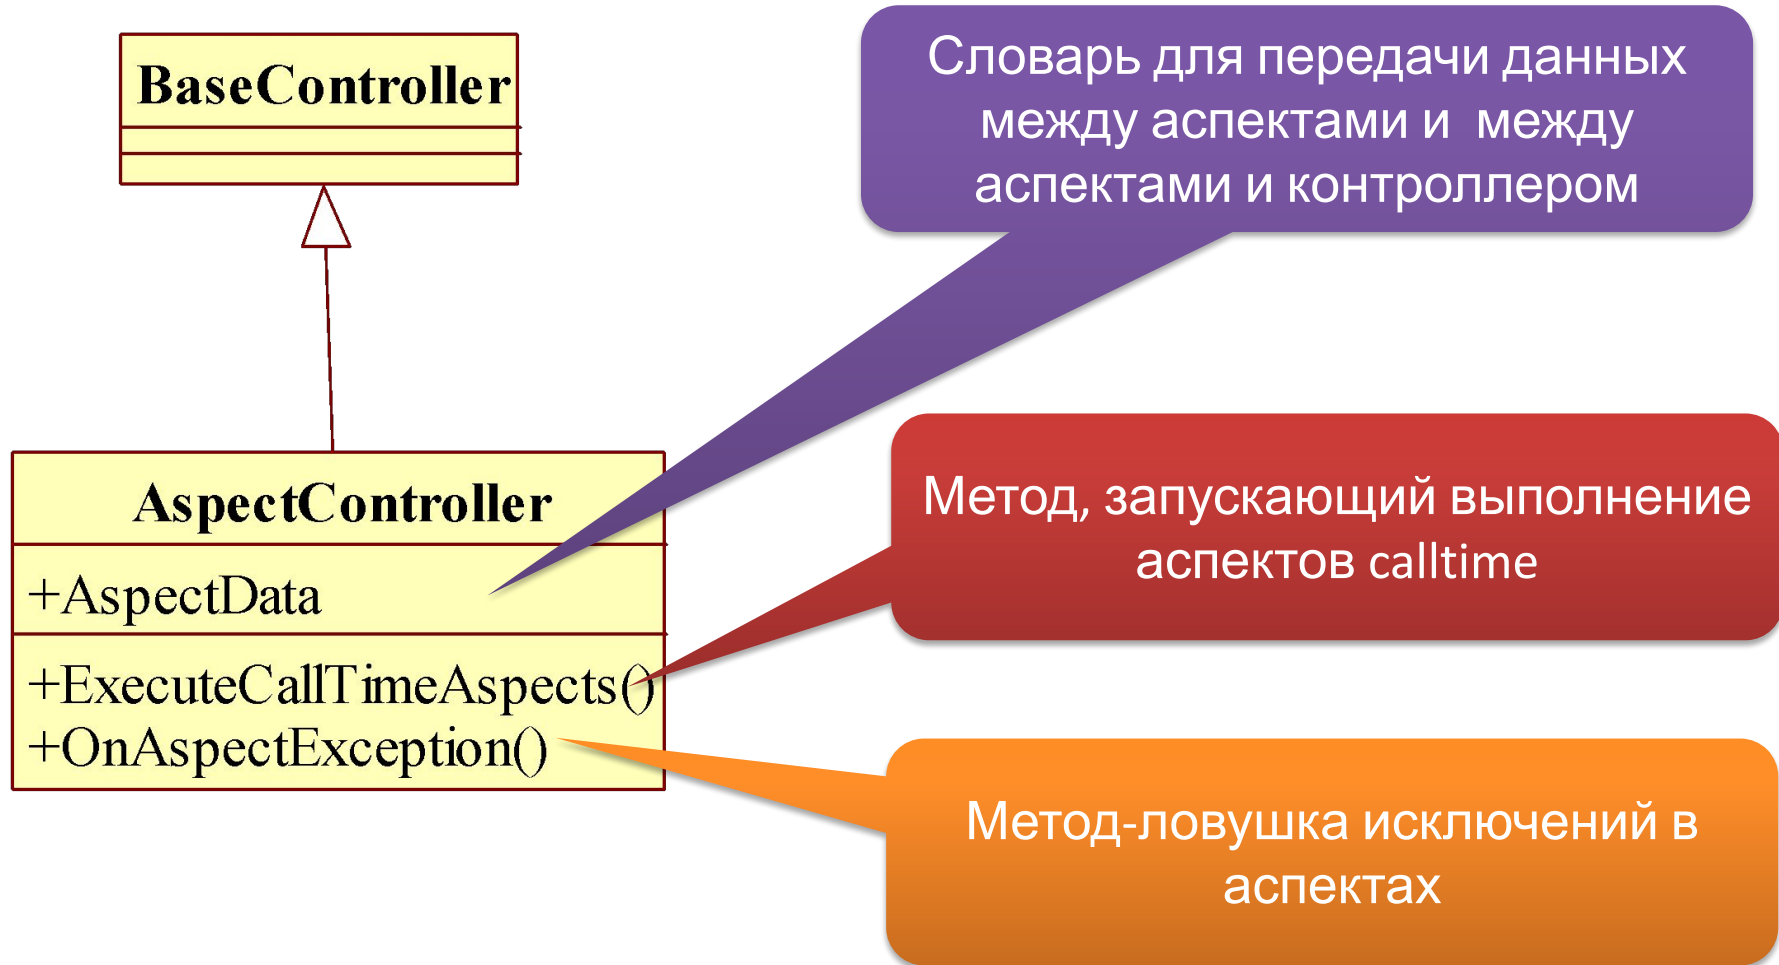 BaseController
Словарь для передачи данных
между аспектами и между
аспектами и контроллером
AspectController
+AspectData
+ExecuteCallTimeAspects()
+OnAspectException()
Метод, запускающий выполнение
аспектов calltime
Метод-ловушка исключений в
аспектах